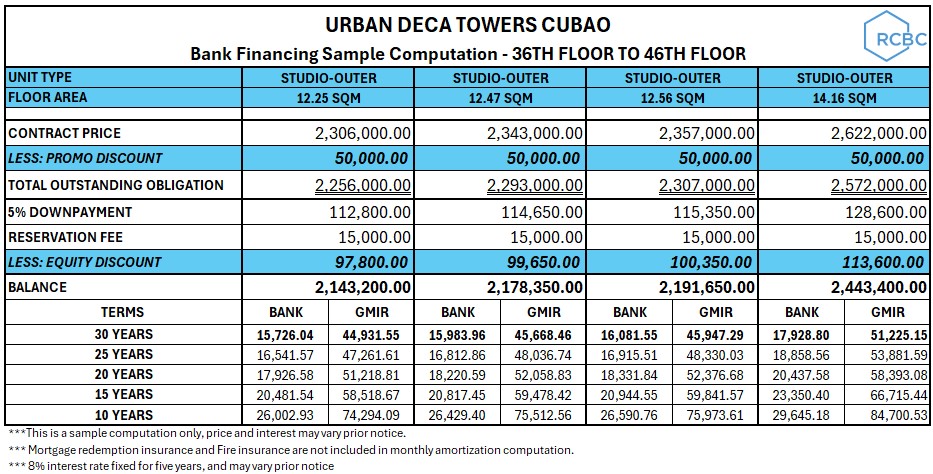 URBAN DECA TOWERS CUBAO
RCBC
Bank Financing Sample Computation - 36TH FLOOR TO 46TH FLOOR
UNIT TYPE STUDIO-OUTER STUDIO-OUTER STUDIO-OUTER STUDIO-OUTER
FLOOR AREA 12.25 SQM 12.47 SQM 12.56 SQM 14.16 SQM
CONTRACT PRICE 2,306,000.00 2,343,000.00 2,357,000.00 2,622,000.00
LESS: PROMO DISCOUNT 50,000.00 50,000.00 50,000.00 50,000.00
TOTAL OUTSTANDING OBLIGATION 2,256,000.00 2,293,000.00 2,307,000.00 2,572,000.00
5% DOWNPAYMENT 112,800.00 114,650.00 115,350.00 128,600.00
RESERVATION FEE 15,000.00 15,000.00 15,000.00 15,000.00
LESS: EQUITY DISCOUNT 97,800.00 99,650.00 100,350.00 113,600.00
BALANCE 2,143,200.00 2,178,350.00 2,191,650.00 2,443,400.00
TERMS BANK GMIR BANK GMIR BANK GMIR BANK GMIR
30 YEARS 15,726.04 44,931.55 15,983.96 45,668.46 16,081.55 45,947.29 17,928.80 51,225.15
25 YEARS 16,541.57 47,261.61 16,812.86 48,036.74 16,915.51 48,330.03 18,858.56 53,881.59
20 YEARS 17,926.58 51,218.81 18,220.59 52,058.83 18,331.84 52,376.68 20,437.58 58,393.08
15 YEARS 20,481.54 58,518.67 20,817.45 59,478.42 20,944.55 59,841.57 23,350.40 66,715.44
10 YEARS 26,002.93 74,294.09 26,429.40 75,512.56 26,590.76 75,973.61 29,645.18 84,700.53
***This is a sample computation only, price and interest may vary prior notice.
*** Mortgage redemption insurance and Fire insurance are not included in monthly amortization computation.
*** 8% interest rate fixed for five years, and may vary prior notice